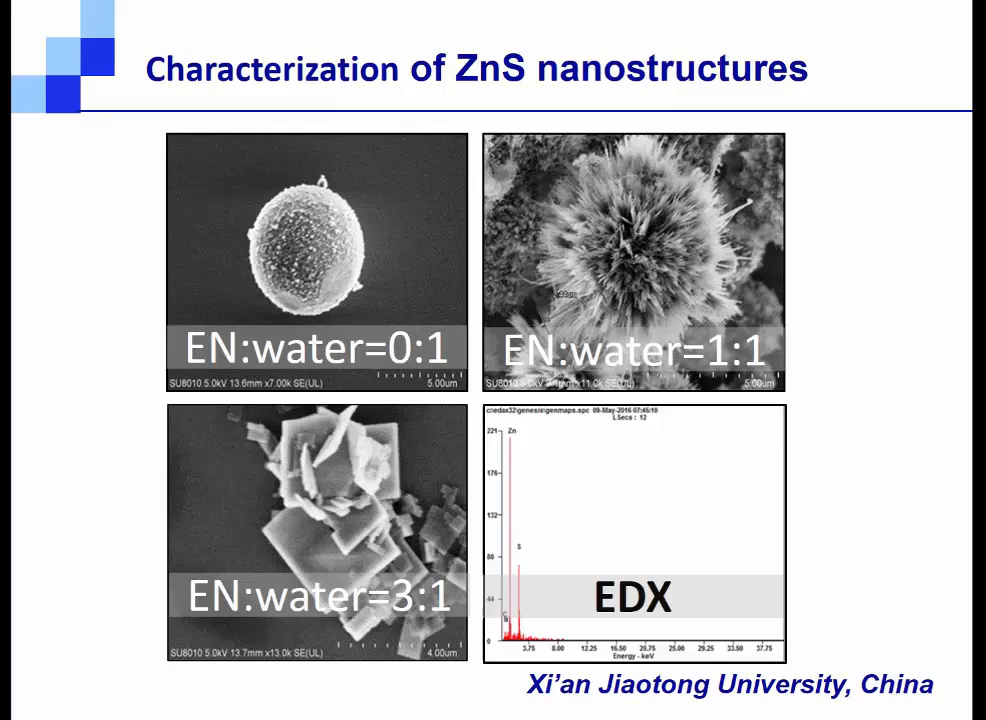 Characterization of ZnS nanostructures
EN:water=0:1
SU8010 5.0kV 13.6mm x7.00k SE(UL)
5.00um
EN:water=1:1
SU8010 5.0kV 9.1mm x11.0k SE(UL)
5.00um
EN:water=3:1
SU8010 5.0kV 13.7mm x13.0k SE(UL)
4.00um
c:\edax32\genesis\genmaps.spc 09-May-2016 07:45:10
LSecs : 12
221
Zn
176
132
S
88
44
EDX
0
3.75 8.00 12.25 16.50 20.75 25.00 29.25 33.50 37.75
Energy - keV
Xi'an Jiaotong University, China